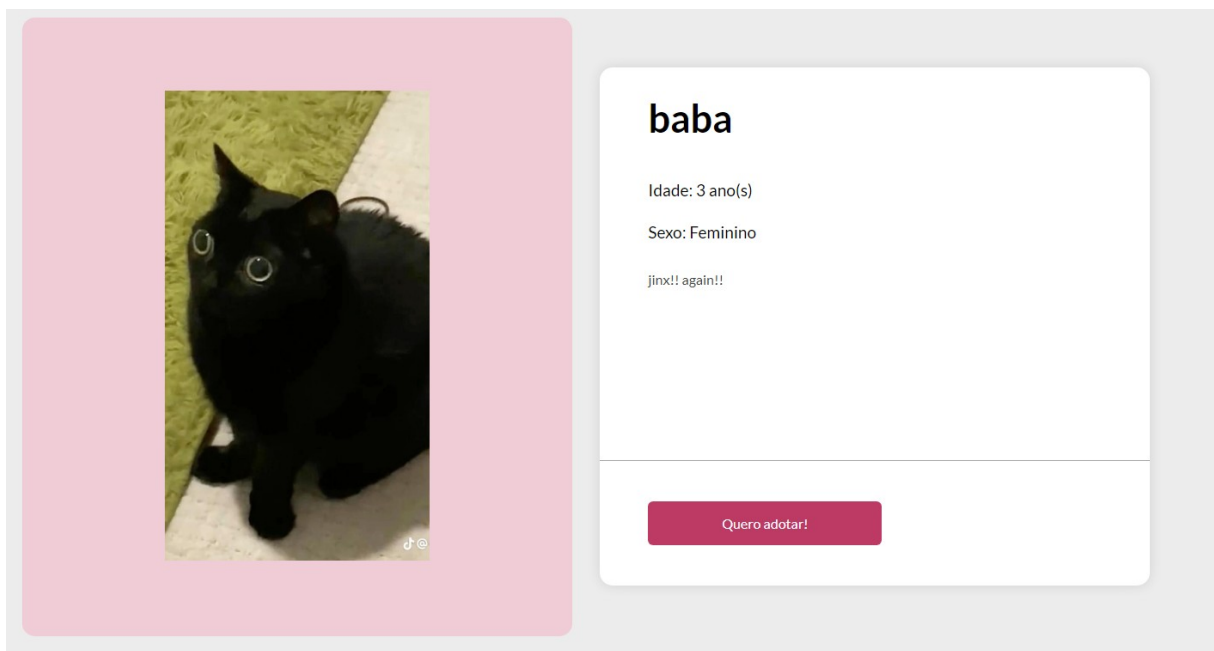 baba
Idade: 3 ano(s)
Sexo: Feminino
jinx!! again!!
Quero adotar!
@